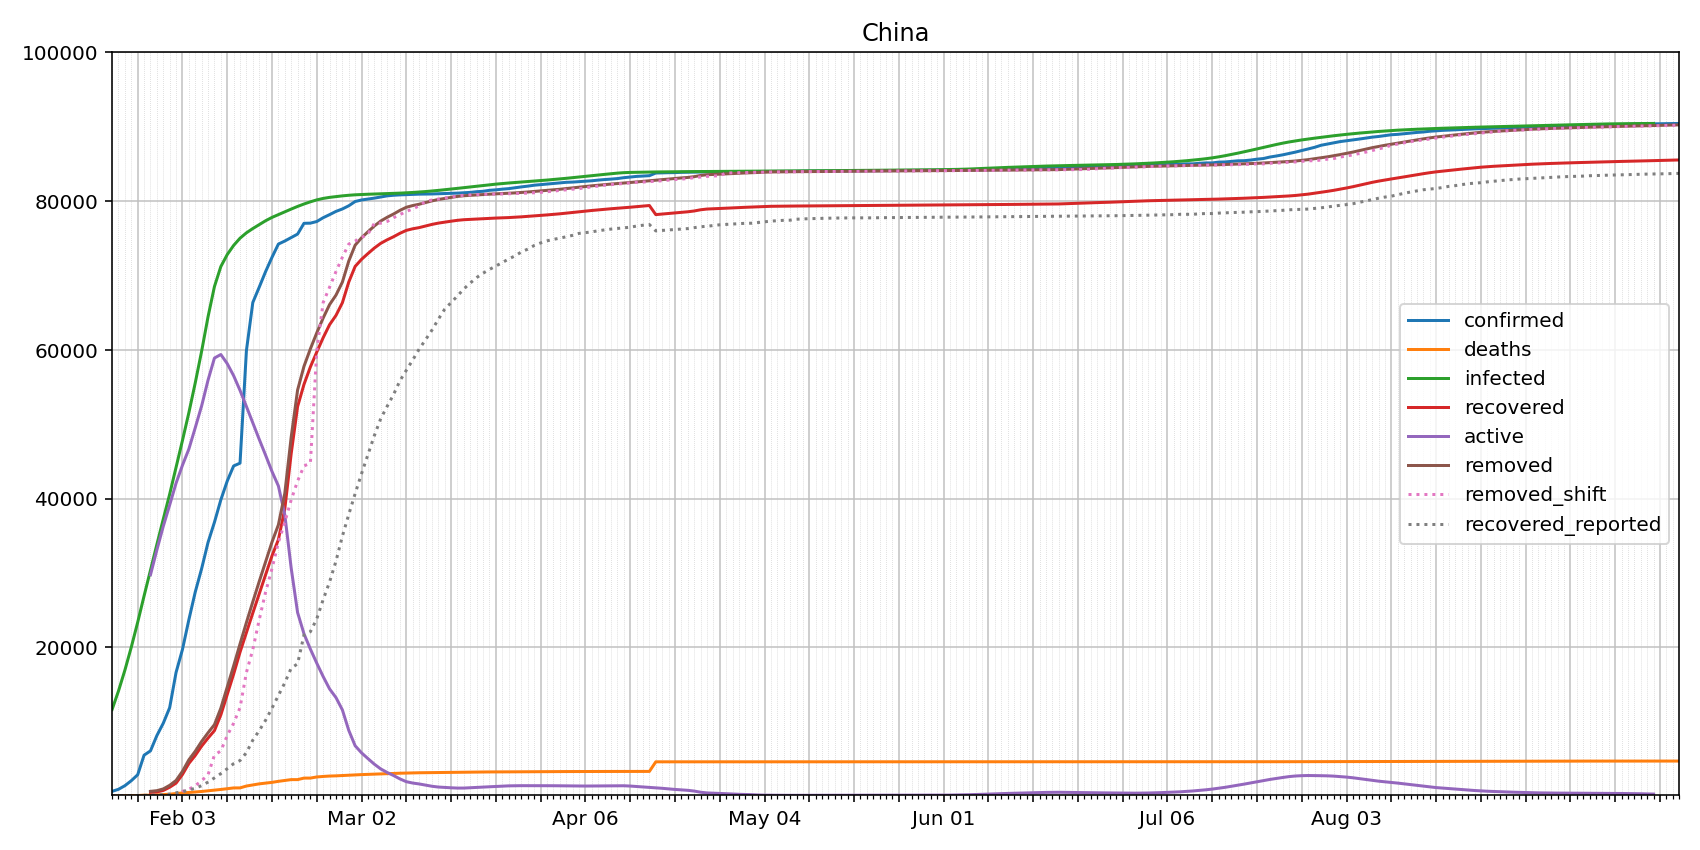 China
100000
80000
60000
40000
20000
Feb 03
Mar 02
Apr 06
May 04
Jun 01
Jul 06
Aug 03
confirmed
deaths
infected
recovered
active
removed
removed_shift
recovered_reported